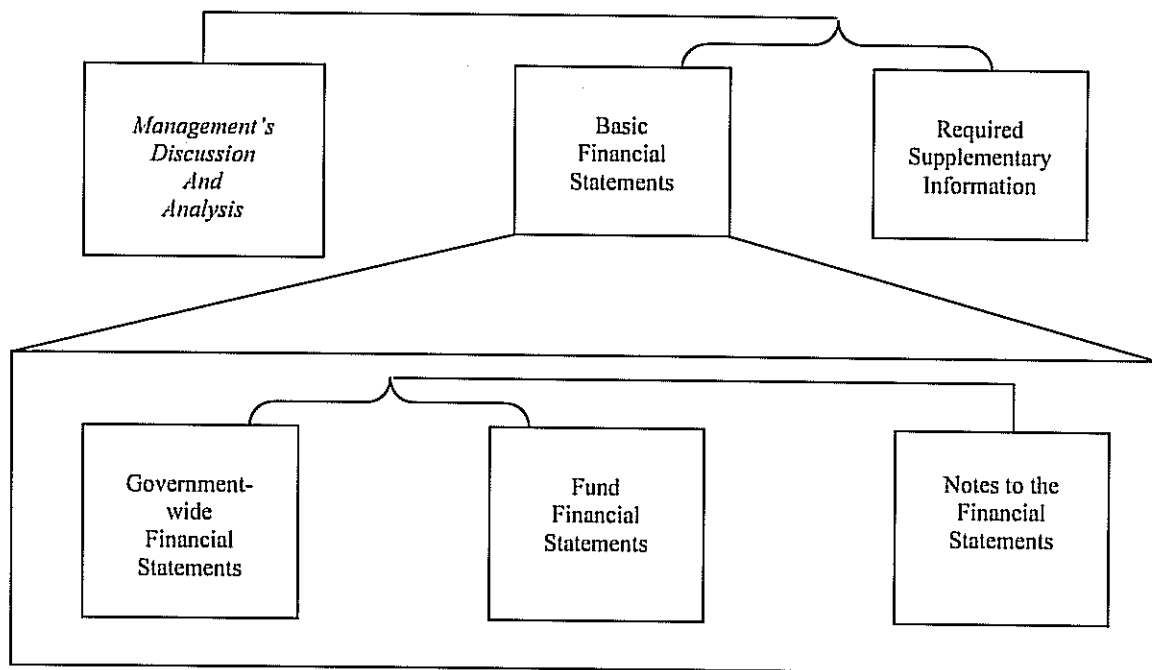 Management's
Discussion
And
Analysis
Basic
Financial
Statements
Required
Supplementary
Information
Government-
wide
Financial
Statements
Fund
Financial
Statements
Notes to the
Financial
Statements